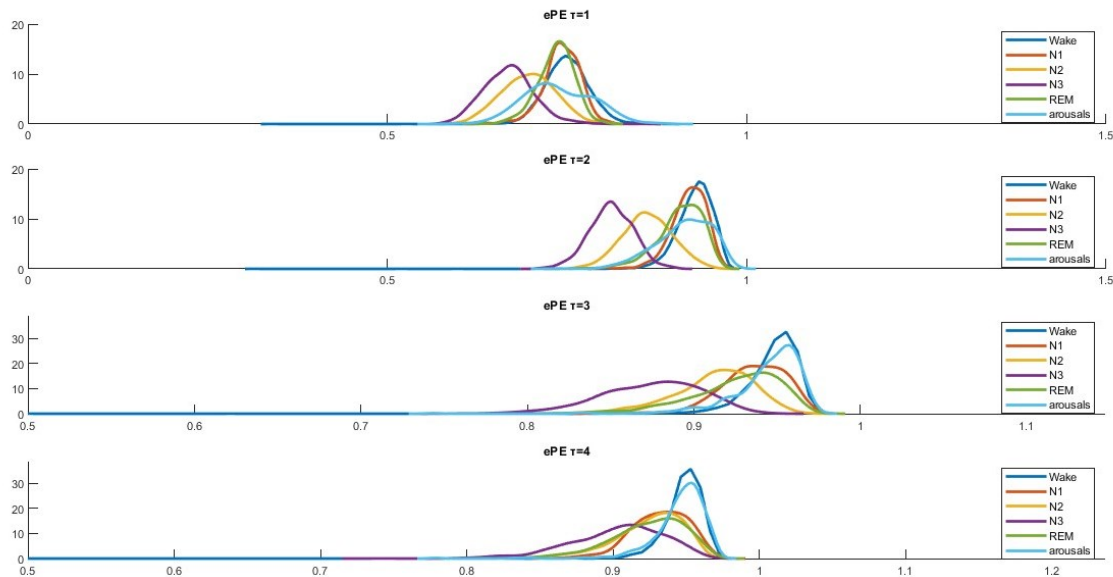 ePE τ=1
20
10
0
0
0.5
1
1.5
Wake
N1
N2
N3
REM
arousals
ePE τ=2
20
10
0
0
0.5
1
1.5
Wake
N1
N2
N3
REM
arousals
ePE τ=3
30
20
10
0
0.5
0.6
0.7
0.8
0.9
1
1.1
Wake
N1
N2
N3
REM
arousals
ePE τ=4
30
20
10
0
0.5
0.6
0.7
0.8
0.9
1
1.1
1.2
Wake
N1
N2
N3
REM
arousals